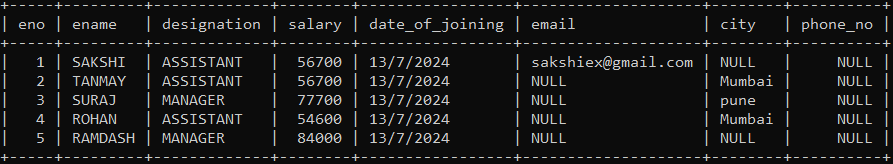 | eno | ename | designation | salary | date_of_joining | email | city | phone_no |
| 1 | SAKSHI | ASSISTANT | 56700 | 13/7/2024 | sakshiex@gmail.com | NULL | NULL |
| 2 | TANMAY | ASSISTANT | 56700 | 13/7/2024 | NULL | Mumbai | NULL |
| 3 | SURAJ | MANAGER | 77700 | 13/7/2024 | NULL | pune | NULL |
| 4 | ROHAN | ASSISTANT | 54600 | 13/7/2024 | NULL | Mumbai | NULL |
| 5 | RAMDASH | MANAGER | 84000 | 13/7/2024 | NULL | NULL | NULL |